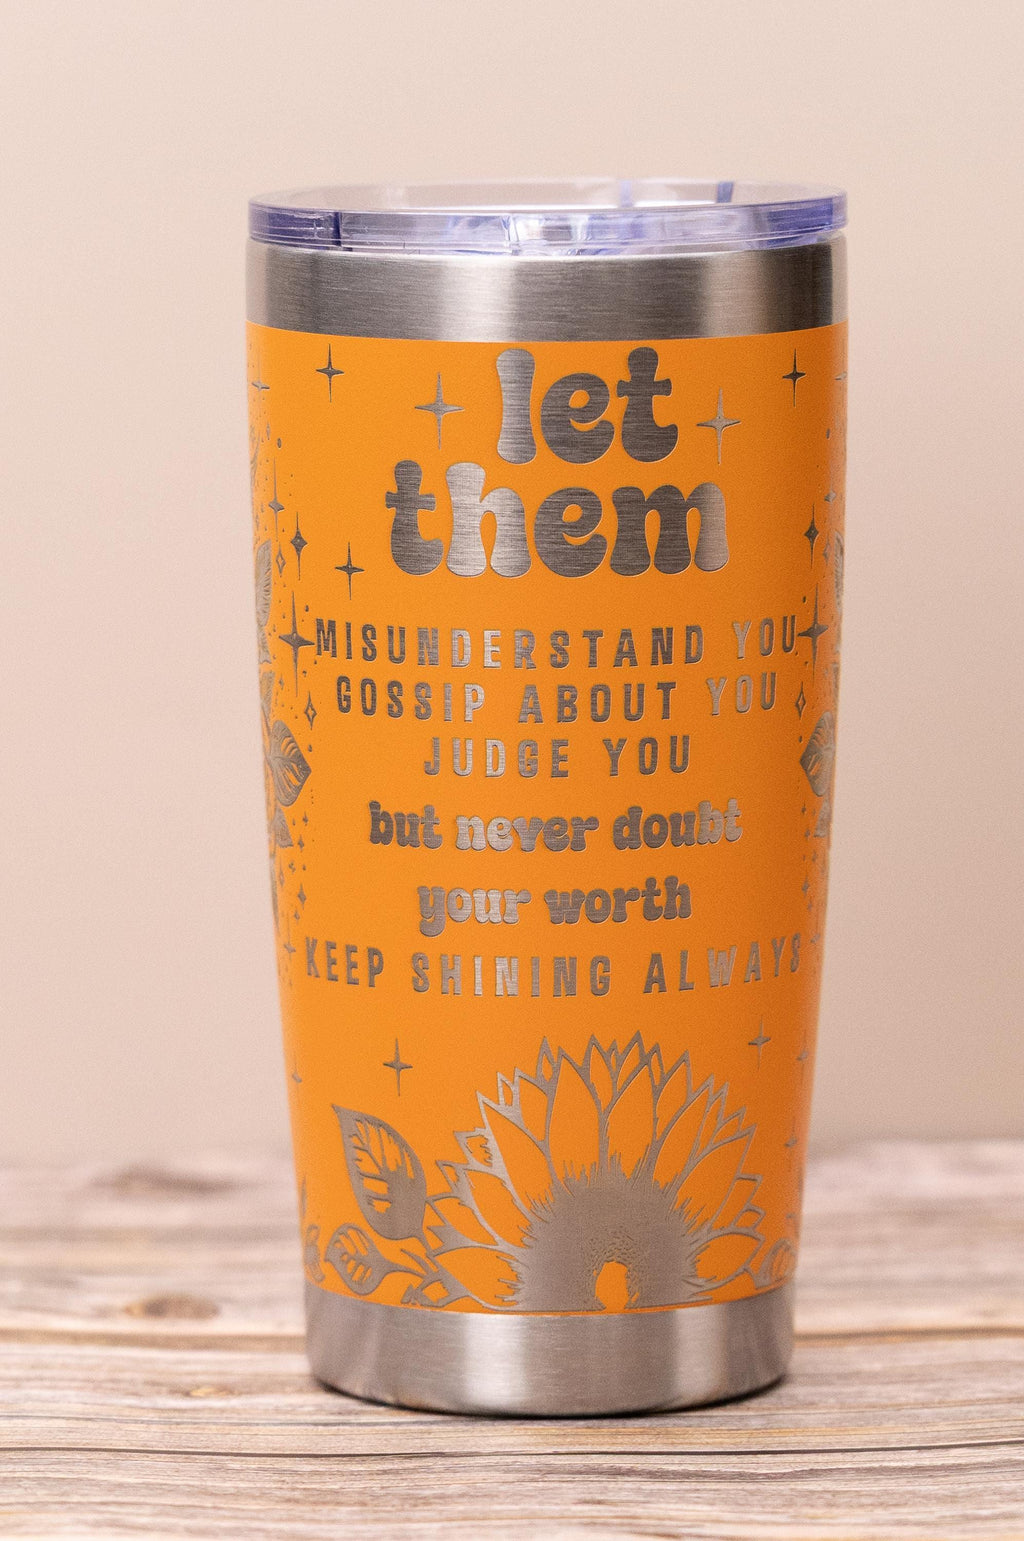 let
them
MISUNDERSTAND YOU
GOSSIP ABOUT YOU
JUDGE YOU
but never doubt
your worth
KEEP SHINING ALWAYS